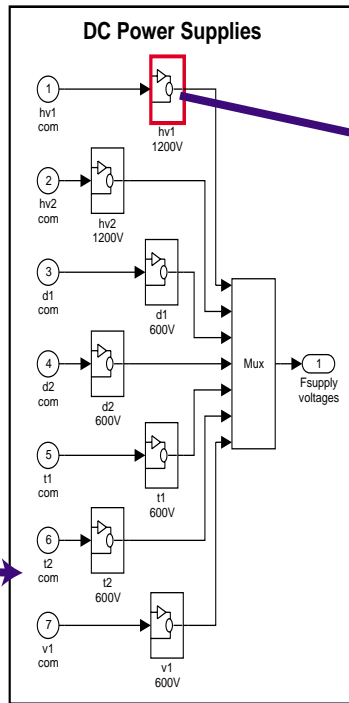 DC Power Supplies
1
hv1
com
hv1
1200V
2
hv2
com
hv2
1200V
3
d1
com
d1
600V
4
d2
com
d2
600V
Mux
1
Fsupply
voltages
5
t1
com
t1
600V
6
t2
com
t2
600V
7
v1
com
v1
600V